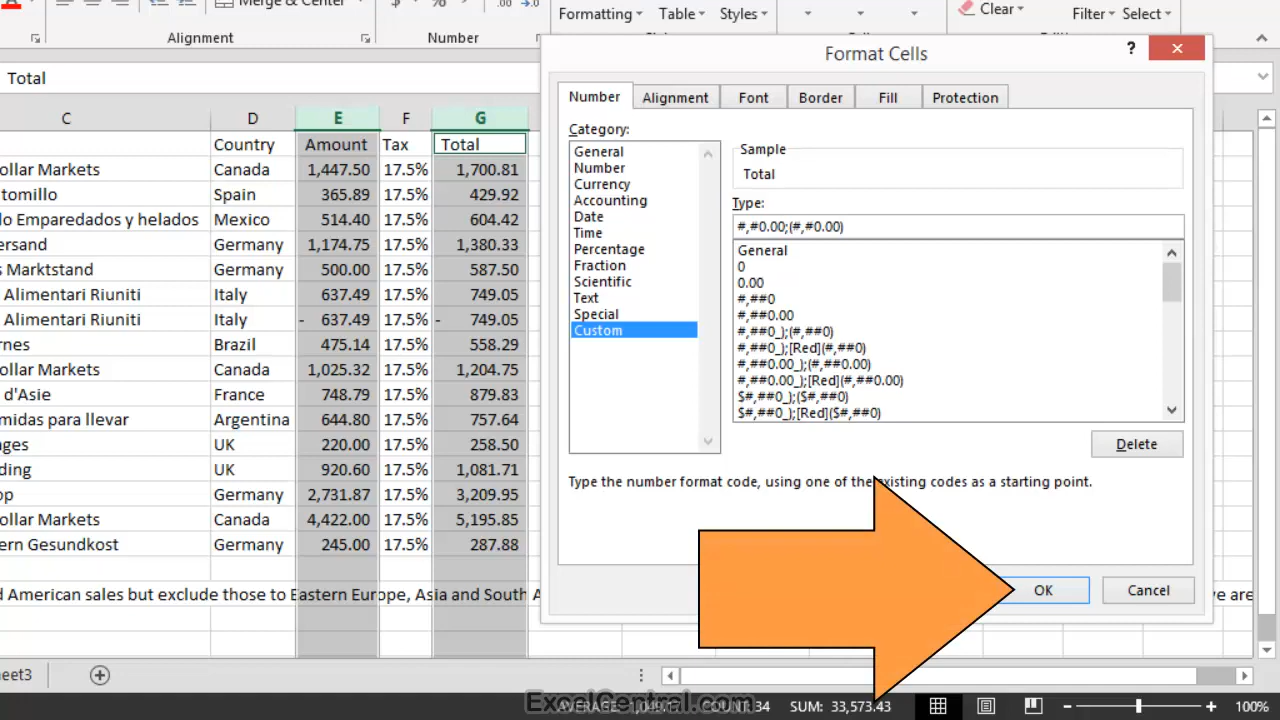 Merge & Center
$ %
.00 →.0
Formatting Table Styles
Clear
Filter Select
Alignment Number
Total
Format Cells
?
Number Alignment Font Border Fill Protection
Category:
General
Number
Currency
Accounting
Date
Time
Percentage
Fraction
Scientific
Text
Special
Custom
Sample
Total
Type:
#,#0.00;(#,#0.00)
General
0
0.00
#,##0
#,##0.00
#,##0_);(#,##0)
#,##0_);[Red](#,##0)
#,##0.00_);(#,##0.00)
#,##0.00_);[Red](#,##0.00)
$#,##0_);($#,##0)
$#,##0_);[Red]($#,##0)
Delete
Type the number format code, using one of the existing codes as a starting point.
OK Cancel
C D E F G
Country Amount Tax Total
ollar Markets Canada 1,447.50 17.5% 1,700.81
tomillo Spain 365.89 17.5% 429.92
lo Emparedados y helados Mexico 514.40 17.5% 604.42
ersand Germany 1,174.75 17.5% 1,380.33
s Marktstand Germany 500.00 17.5% 587.50
Alimentari Riuniti Italy 637.49 17.5% 749.05
Alimentari Riuniti Italy - 637.49 17.5% - 749.05
rnes Brazil 475.14 17.5% 558.29
ollar Markets Canada 1,025.32 17.5% 1,204.75
d'Asie France 748.79 17.5% 879.83
midas para llevar Argentina 644.80 17.5% 757.64
ges UK 220.00 17.5% 258.50
ding UK 920.60 17.5% 1,081.71
op Germany 2,731.87 17.5% 3,209.95
ollar Markets Canada 4,422.00 17.5% 5,195.85
ern Gesundkost Germany 245.00 17.5% 287.88
d American sales but exclude those to Eastern Europe, Asia and South A
e are
eet3
ExcelCentral.com
AVERAGE: 1,049.17 COUNT: 34 SUM: 33,573.43 100%